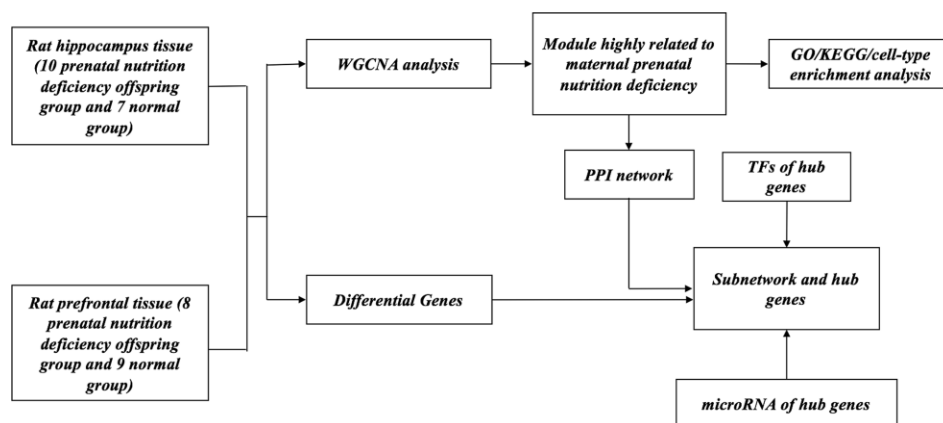 Rat hippocampus tissue
(10 prenatal nutrition
deficiency offspring
group and 7 normal
group)
WGCNA analysis
Module highly related to
maternal prenatal
nutrition deficiency
GO/KEGG/cell-type
enrichment analysis
PPI network
TFs of hub
genes
Rat prefrontal tissue (8
prenatal nutrition
deficiency offspring
group and 9 normal
group)
Differential Genes
Subnetwork and hub
genes
microRNA of hub genes